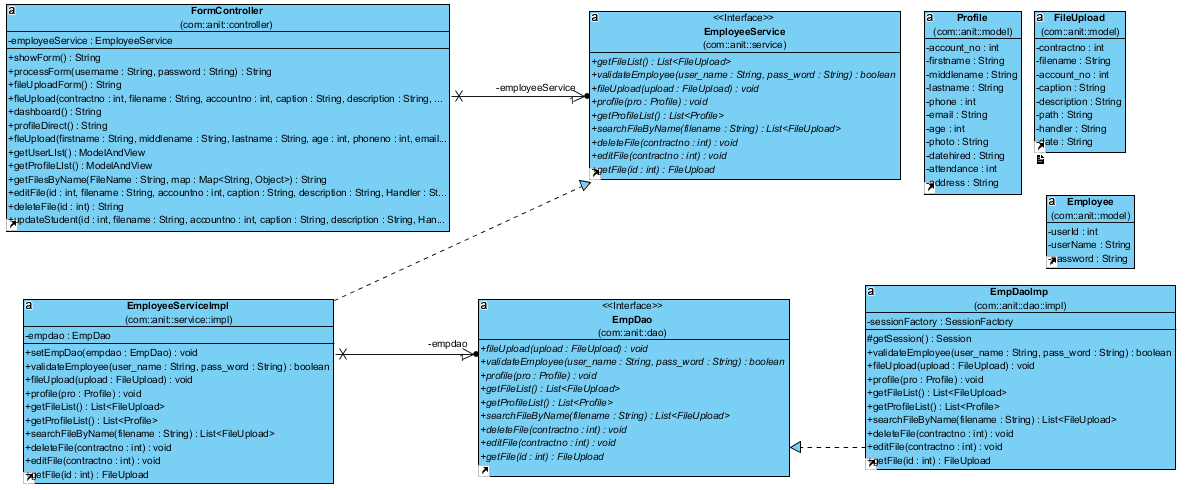 a
FormController
(com::anit::controller)
-employeeService : EmployeeService
+showForm() : String
+processForm(username : String, password : String) : String
+fileUploadForm() : String
+fleUpload(contractno : int, filename : String, accountno : int, caption : String, description : String, ...
+dashboard() : String
+profileDirect() : String
+fleUpload(firstname : String, middlename : String, lastname : String, age : int, phoneno : int, email...
+getUserLIst() : ModelAndView
+getProfileLIst() : ModelAndView
+getFilesByName(FileName : String, map : Map<String, Object>) : String
+editFile(id : int, filename : String, accountno : int, caption : String, description : String, Handler : St...
+deleteFile(id : int) : String
+updateStudent(id : int, filename : String, accountno : int, caption : String, description : String, Han...
-employeeService
a
<<Interface>>
EmployeeService
(com::anit::service)
+getFileList() : List<FileUpload>
+validateEmployee(user_name : String, pass_word : String) : boolean
+fileUpload(upload : FileUpload) : void
+profile(pro : Profile) : void
+getProfileList() : List<Profile>
+searchFileByName(filename : String) : List<FileUpload>
+deleteFile(contractno : int) : void
+editFile(contractno : int) : void
+getFile(id : int) : FileUpload
a
Profile
(com::anit::model)
-account_no : int
-firstname : String
-middlename : String
-lastname : String
-phone : int
-email : String
-age : int
-photo : String
-datehired : String
-attendance : int
-address : String
a
FileUpload
(com::anit::model)
-contractno : int
-filename : String
-account_no : int
-caption : String
-description : String
-path : String
-handler : String
-date : String
a
Employee
(com::anit::model)
-userId : int
-userName : String
-password : String
a
EmployeeServiceImpl
(com::anit::service::impl)
-empdao : EmpDao
+setEmpDao(empdao : EmpDao) : void
+validateEmployee(user_name : String, pass_word : String) : boolean
+fileUpload(upload : FileUpload) : void
+profile(pro : Profile) : void
+getFileList() : List<FileUpload>
+getProfileList() : List<Profile>
+searchFileByName(filename : String) : List<FileUpload>
+deleteFile(contractno : int) : void
+editFile(contractno : int) : void
+getFile(id : int) : FileUpload
-empdao
a
<<Interface>>
EmpDao
(com::anit::dao)
+fileUpload(upload : FileUpload) : void
+validateEmployee(user_name : String, pass_word : String) : boolean
+profile(pro : Profile) : void
+getFileList() : List<FileUpload>
+getProfileList() : List<Profile>
+searchFileByName(filename : String) : List<FileUpload>
+deleteFile(contractno : int) : void
+editFile(contractno : int) : void
+getFile(id : int) : FileUpload
a
EmpDaoImp
(com::anit::dao::impl)
-sessionFactory : SessionFactory
#getSession() : Session
+validateEmployee(user_name : String, pass_word : String) : boolean
+fileUpload(upload : FileUpload) : void
+profile(pro : Profile) : void
+getFileList() : List<FileUpload>
+getProfileList() : List<Profile>
+searchFileByName(filename : String) : List<FileUpload>
+deleteFile(contractno : int) : void
+editFile(contractno : int) : void
+getFile(id : int) : FileUpload